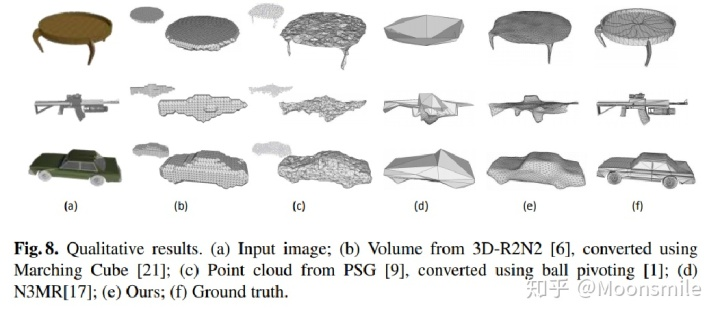 (a) (b) (c) (d) (e) (f)
Fig. 8. Qualitative results. (a) Input image; (b) Volume from 3D-R2N2 [6], converted using
Marching Cube [21]; (c) Point cloud from PSG [9], converted using ball pivoting [1]; (d)
N3MR[17]; (e) Ours; (f) Ground truth.
知乎 @Moonsmile